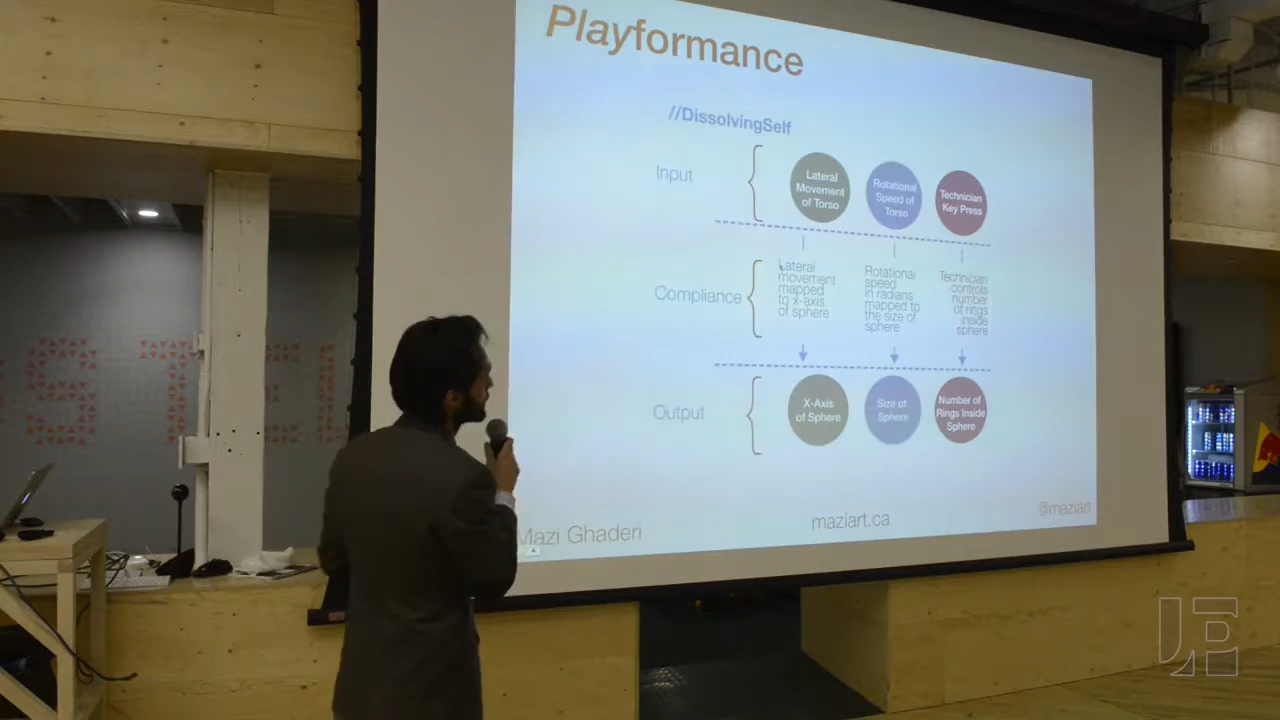 Playformance
//DissolvingSelf
Input
Lateral
Movement
of Torso
Rotational
Speed of
Torso
Technician
Key Press
Compliance
Lateral
movement
mapped
to x-axis
of sphere
Rotational
speed
in radians
mapped to
the size of
sphere
Technician
controls
number
of rings
inside
sphere
Output
X-Axis
of Sphere
Size of
Sphere
Number of
Rings Inside
Sphere
Mazi Ghaderi
maziart.ca
@maziart